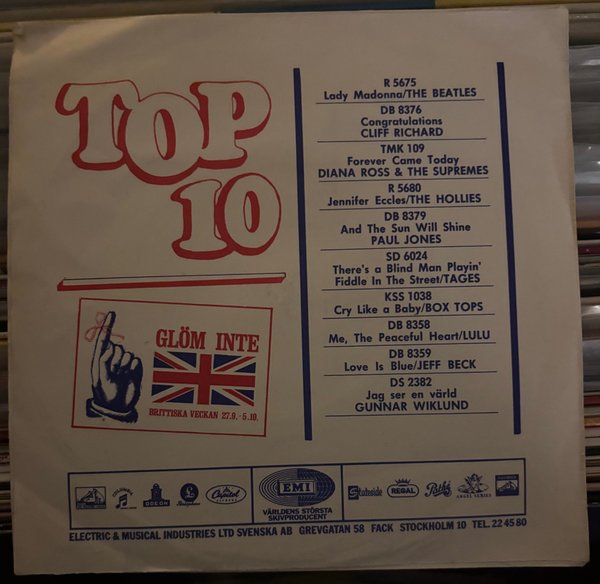 TOP
10
R 5675
Lady Madonna/THE BEATLES
DB 8376
Congratulations
CLIFF RICHARD
TMK 109
Forever Came Today
DIANA ROSS & THE SUPREMES
R 5680
Jennifer Eccles/THE HOLLIES
DB 8379
And The Sun Will Shine
PAUL JONES
SD 6024
There's a Blind Man Playin'
Fiddle In The Street/TAGES
KSS 1038
Cry Like a Baby/BOX TOPS
DB 8358
Me, The Peaceful Heart/LULU
DB 8359
Love Is Blue/JEFF BECK
DS 2382
Jag ser en värld
GUNNAR WIKLUND
GLÖM INTE
BRITTISKA VECKAN 27.9.-5.10.
COLUMBIA
ODEON
Parlophone
Capitol
EMI
VÄRLDENS STÖRSTA
SKIVPRODUCENT
Stateside
REGAL
Pathé
ANGEL SERIES
ELECTRIC & MUSICAL INDUSTRIES LTD SVENSKA AB GREVGATAN 58 FACK STOCKHOLM 10 TEL. 22 45 80